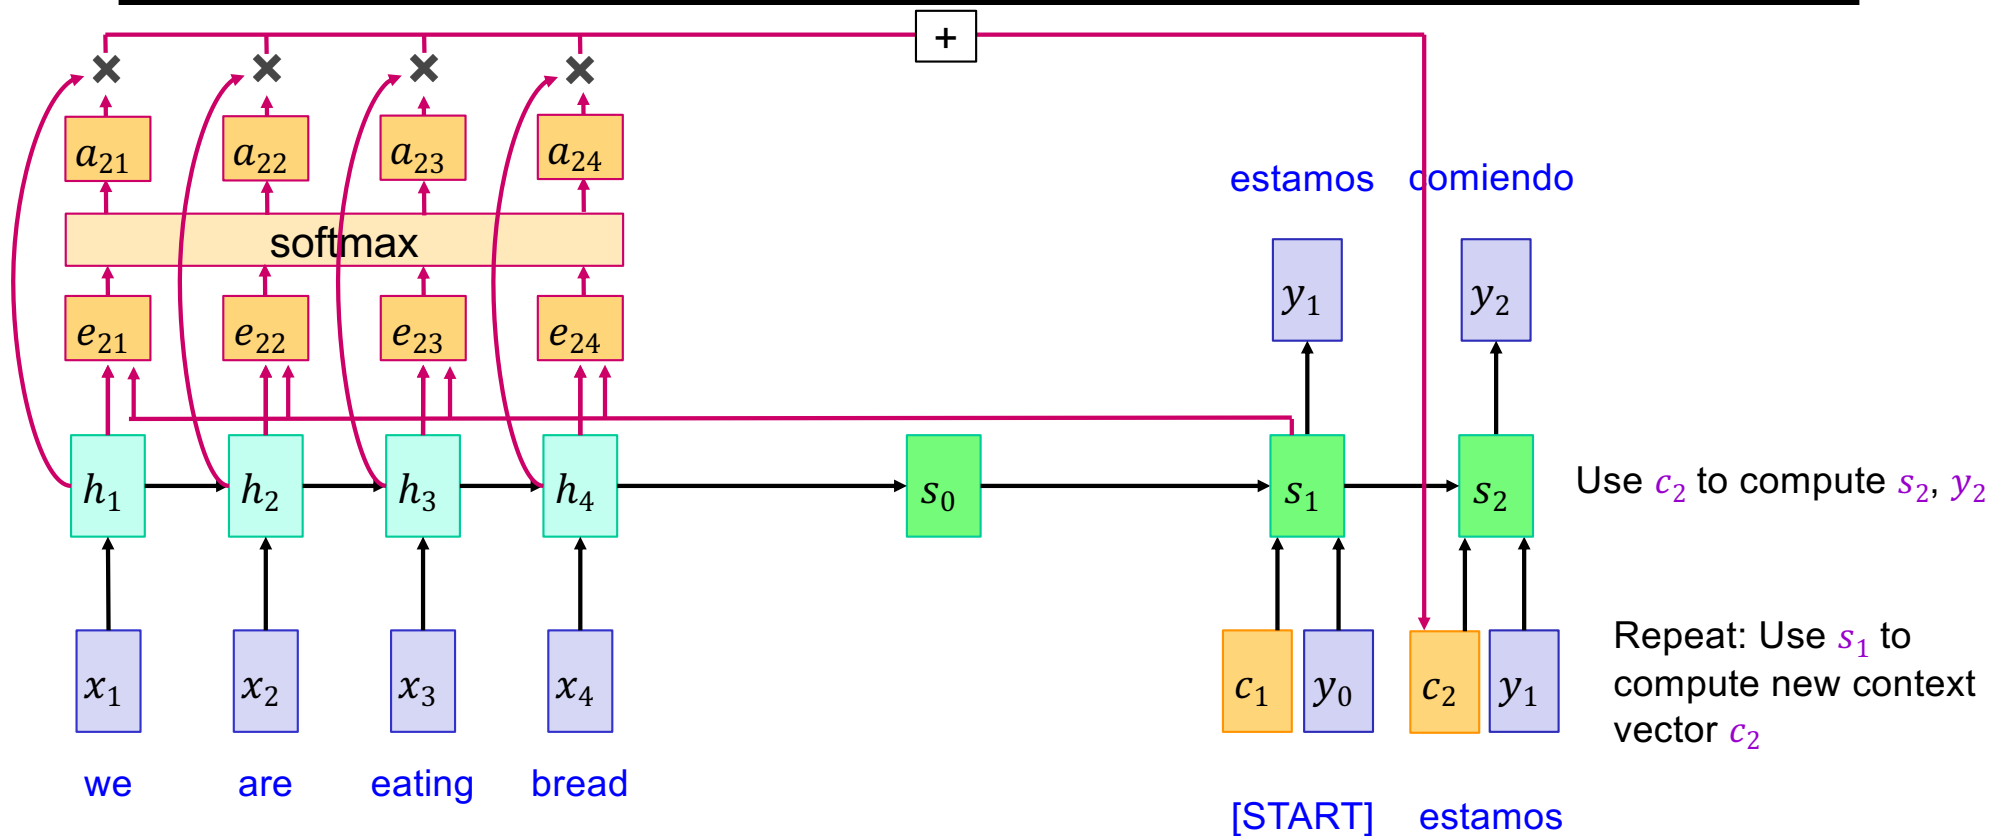 +
a21 a22 a23 a24
estamos comiendo
softmax
y1 y2
e21 e22 e23 e24
h1 h2 h3 h4 s0 s1 s2
Use c2 to compute s2, y2
x1 x2 x3 x4 c1 y0 c2 y1
Repeat: Use s1 to
compute new context
vector c2
we are eating bread
[START] estamos